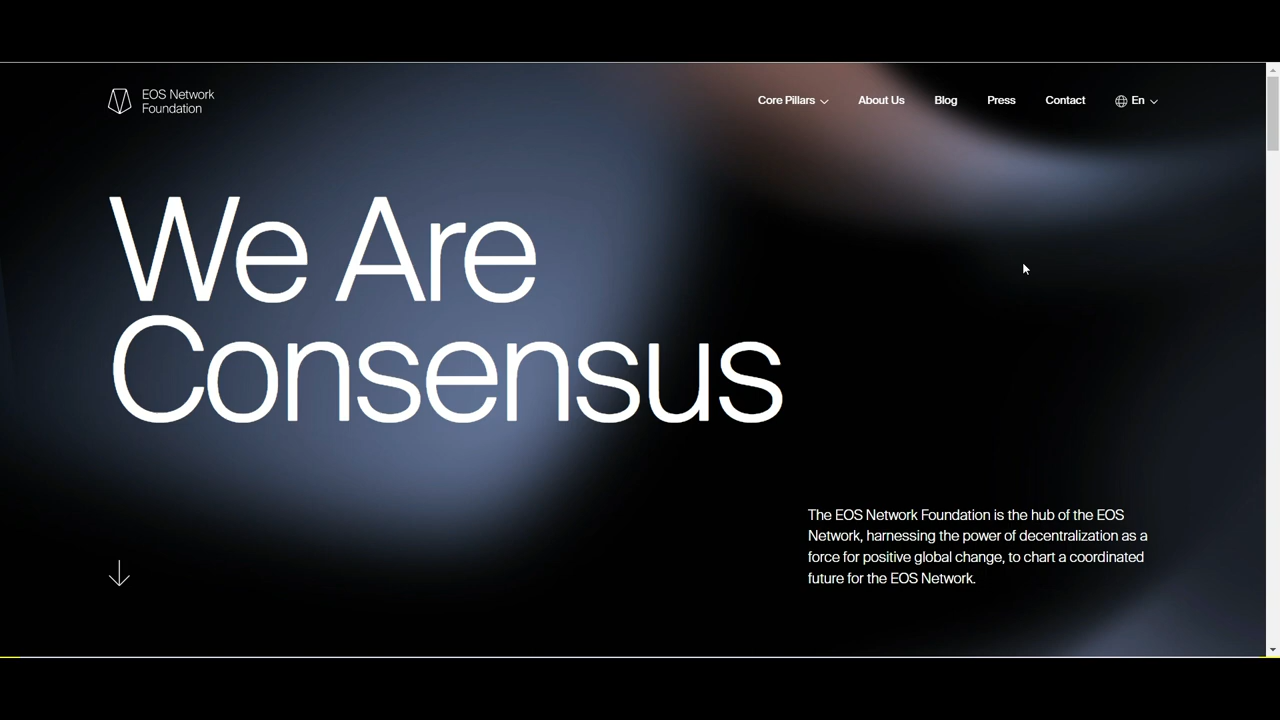 EOS Network
Foundation
Core Pillars
About Us
Blog
Press
Contact
En
We Are
Consensus
The EOS Network Foundation is the hub of the EOS
Network, harnessing the power of decentralization as a
force for positive global change, to chart a coordinated
future for the EOS Network.